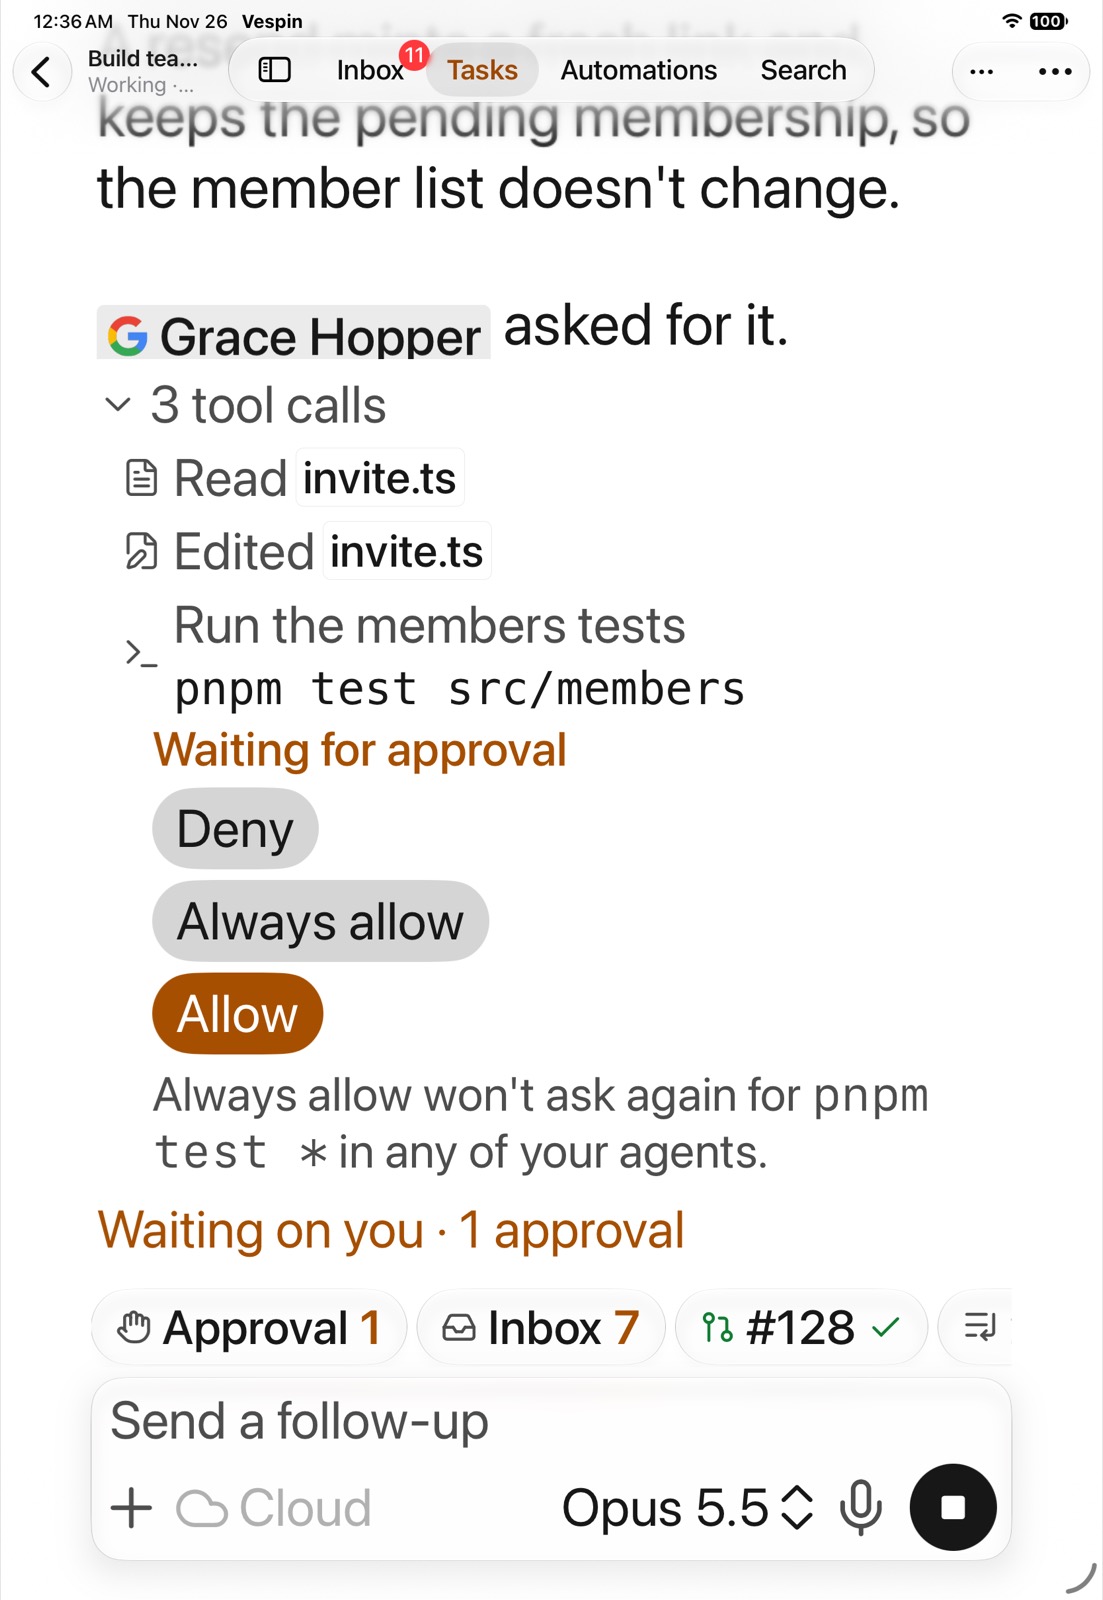 12:36 AM Thu Nov 26 Vespin
100
Build tea...
Working ·...
Inbox 11
Tasks
Automations
Search
keeps the pending membership, so
the member list doesn't change.
Grace Hopper asked for it.
3 tool calls
Read invite.ts
Edited invite.ts
Run the members tests
pnpm test src/members
Waiting for approval
Deny
Always allow
Allow
Always allow won't ask again for pnpm
test * in any of your agents.
Waiting on you · 1 approval
Approval 1
Inbox 7
#128
Send a follow-up
Cloud
Opus 5.5